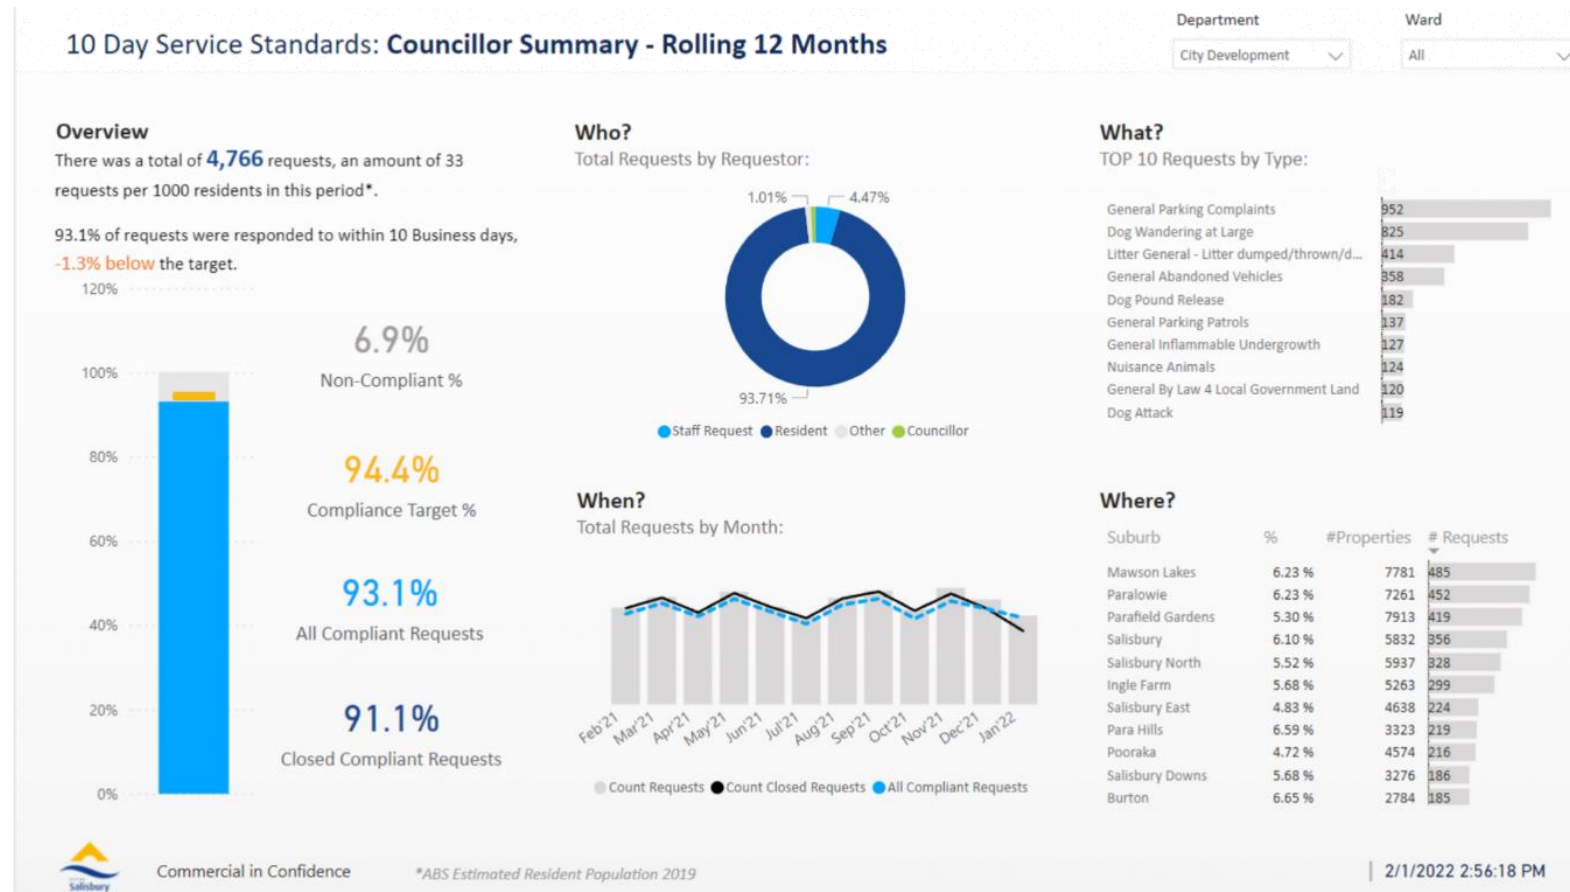 10 Day Service Standards: Councillor Summary - Rolling 12 Months
Department
City Development
Ward
All
Overview
There was a total of 4,766 requests, an amount of 33
requests per 1000 residents in this period*.
93.1% of requests were responded to within 10 Business days,
-1.3% below the target.
120%
100%
80%
60%
40%
20%
0%
6.9%
Non-Compliant %
94.4%
Compliance Target %
93.1%
All Compliant Requests
91.1%
Closed Compliant Requests
Who?
Total Requests by Requestor:
1.01%
4.47%
93.71%
Staff Request Resident Other Councillor
When?
Total Requests by Month:
Feb'21 Mar'21 Apr'21 May'21 Jun'21 Jul'21 Aug'21 Sep'21 Oct'21 Nov'21 Dec'21 Jan'22
Count Requests Count Closed Requests All Compliant Requests
What?
TOP 10 Requests by Type:
General Parking Complaints 952
Dog Wandering at Large 825
Litter General - Litter dumped/thrown/d... 414
General Abandoned Vehicles 358
Dog Pound Release 182
General Parking Patrols 137
General Inflammable Undergrowth 127
Nuisance Animals 124
General By Law 4 Local Government Land 120
Dog Attack 119
Where?
Suburb % #Properties # Requests
Mawson Lakes 6.23 % 7781 485
Paralowie 6.23 % 7261 452
Parafield Gardens 5.30 % 7913 419
Salisbury 6.10 % 5832 356
Salisbury North 5.52 % 5937 328
Ingle Farm 5.68 % 5263 299
Salisbury East 4.83 % 4638 224
Para Hills 6.59 % 3323 219
Pooraka 4.72 % 4574 216
Salisbury Downs 5.68 % 3276 186
Burton 6.65 % 2784 185
Salisbury
Commercial in Confidence
*ABS Estimated Resident Population 2019
2/1/2022 2:56:18 PM